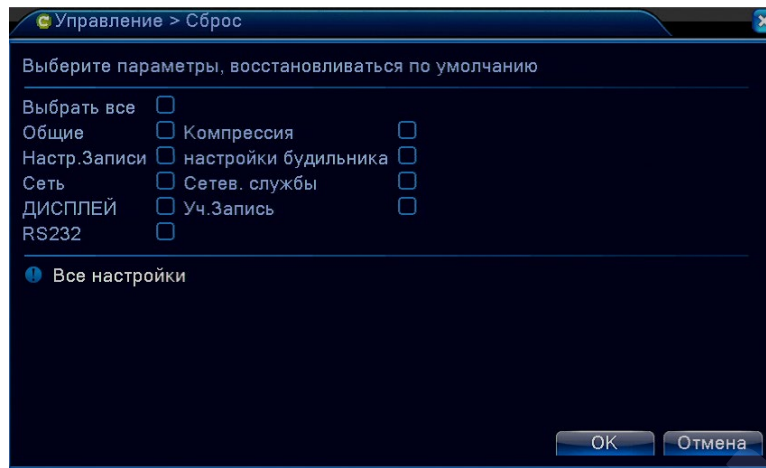 Управление > Сброс
Выберите параметры, восстановливаться по умолчанию
Выбрать все
Общие Компрессия
Настр.Записи настройки будильника
Сеть Сетев. службы
ДИСПЛЕЙ Уч.Запись
RS232
Все настройки
OK Отмена